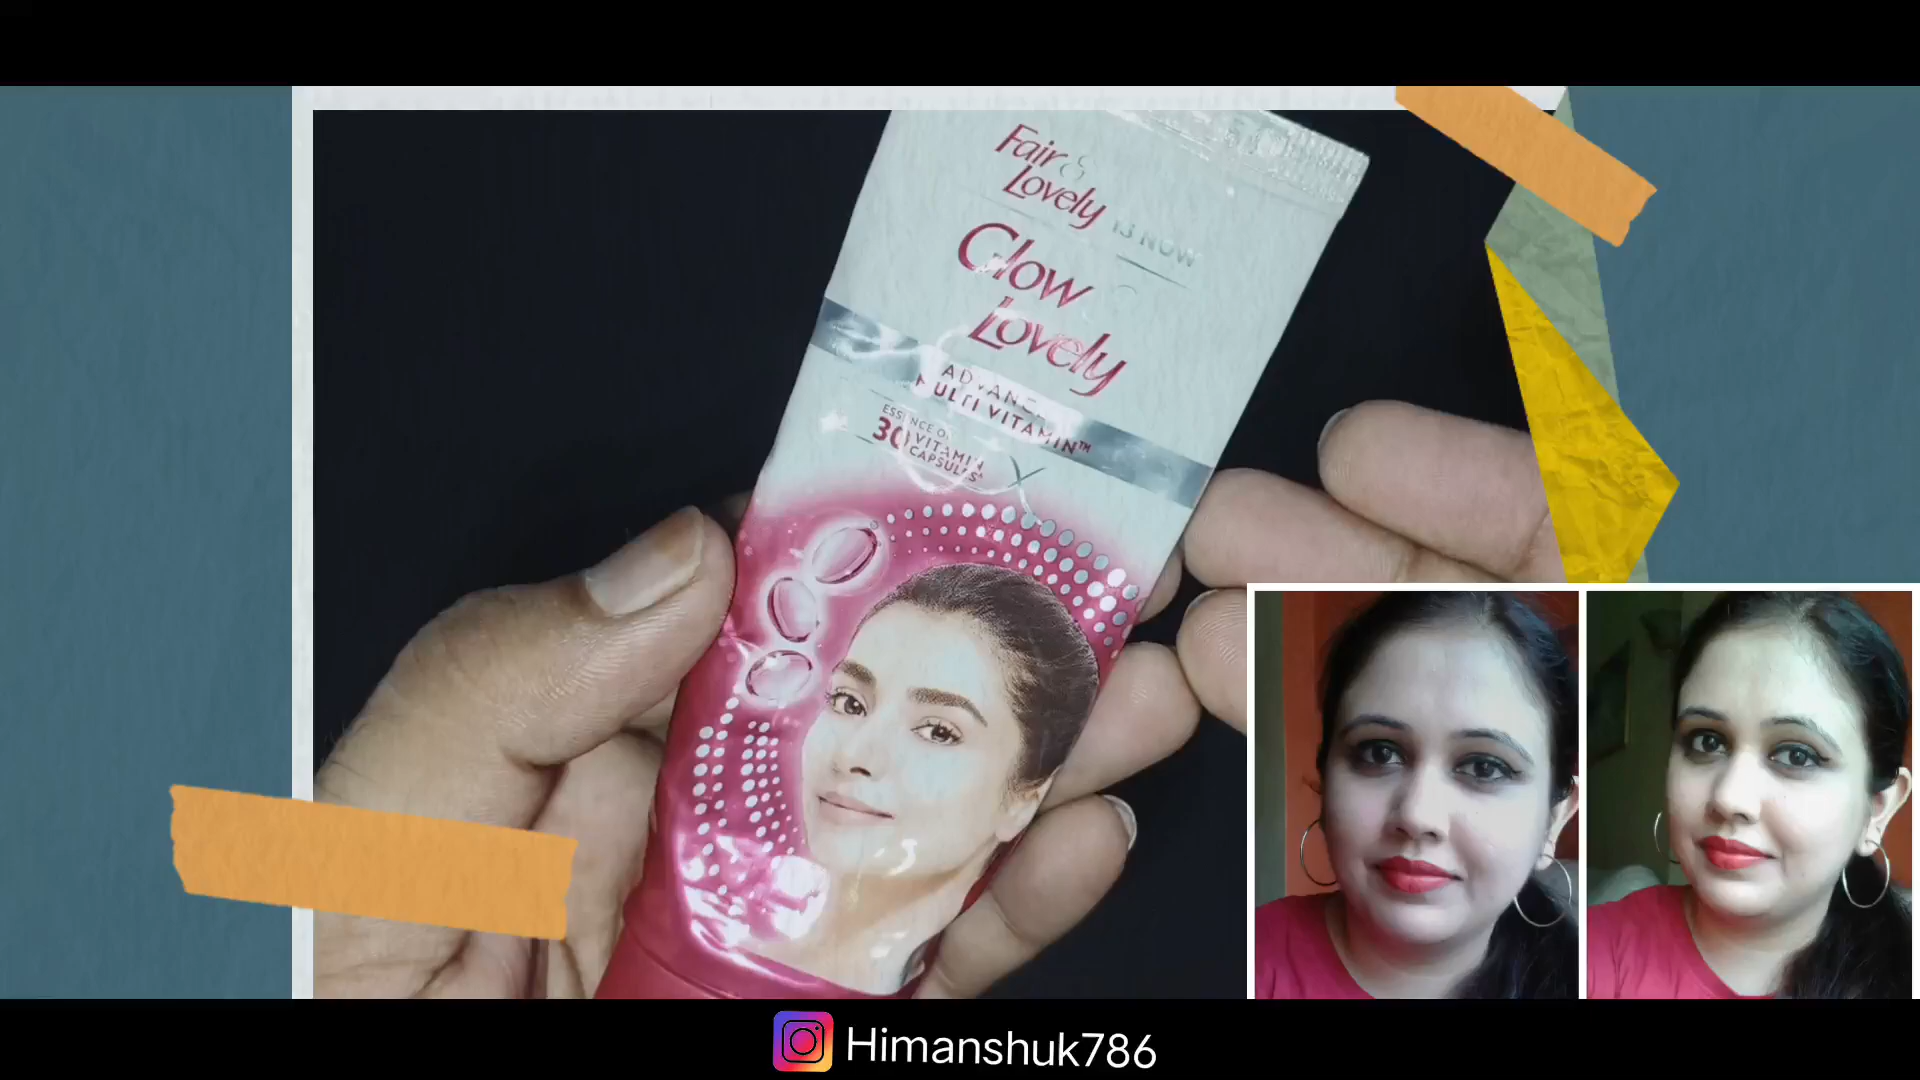 Fair &
Lovely IS NOW
Glow
Lovely
ADVANCED
MULTI VITAMIN™
ESSENCE OF
30 VITAMIN
CAPSULES
Himanshuk786